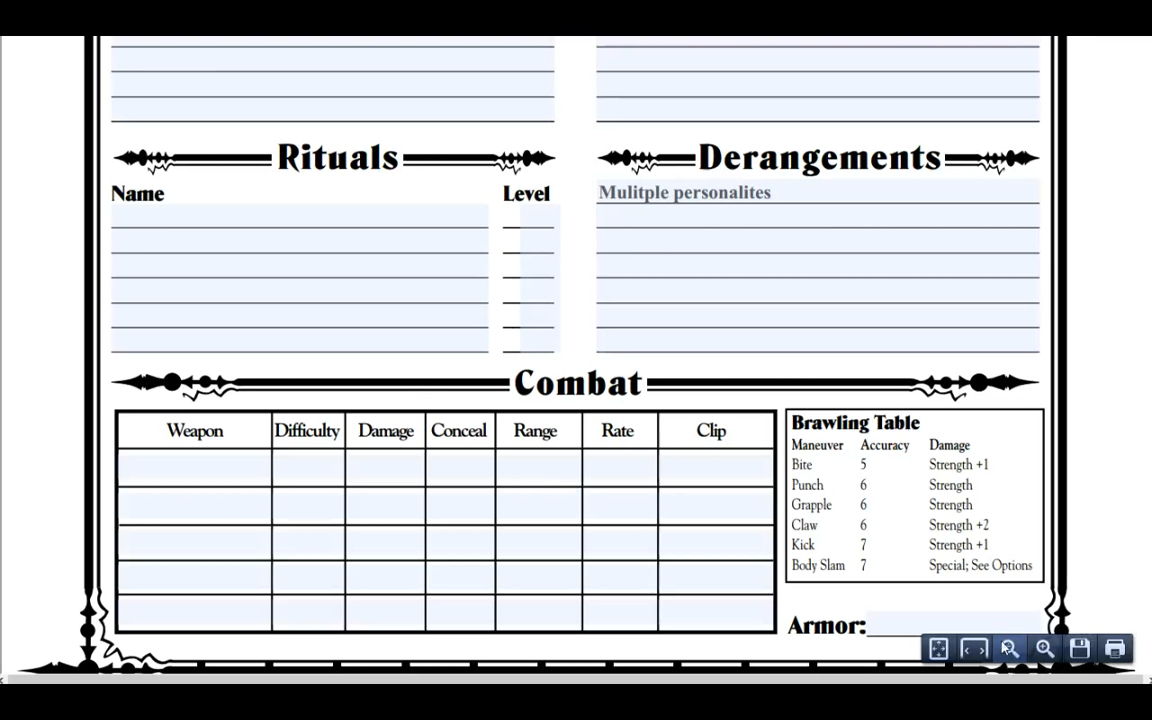 Rituals
Name Level
Derangements
Mulitple personalites
Combat
Weapon Difficulty Damage Conceal Range Rate Clip
Brawling Table
Maneuver Accuracy Damage
Bite 5 Strength +1
Punch 6 Strength
Grapple 6 Strength
Claw 6 Strength +2
Kick 7 Strength +1
Body Slam 7 Special; See Options
Armor: